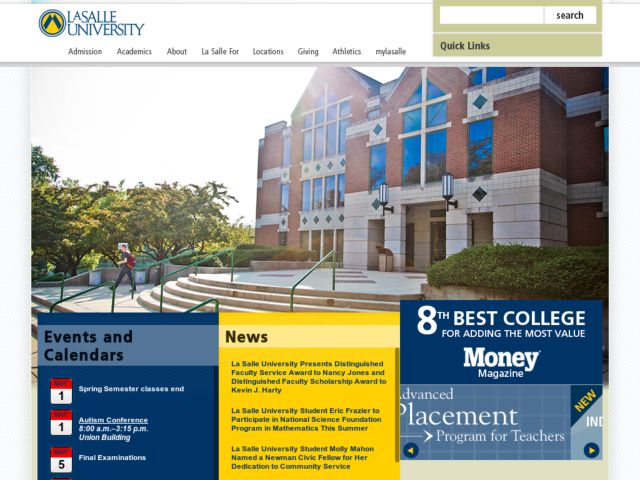 LASALLE
UNIVERSITY
search
Quick Links
Admission Academics About La Salle For Locations Giving Athletics mylasalle
Events and
Calendars
MAY
1
Spring Semester classes end
MAY
1
Autism Conference
8:00 a.m.–3:15 p.m.
Union Building
MAY
5
Final Examinations
News
La Salle University Presents Distinguished
Faculty Service Award to Nancy Jones and
Distinguished Faculty Scholarship Award to
Kevin J. Harty
La Salle University Student Eric Frazier to
Participate in National Science Foundation
Program in Mathematics This Summer
La Salle University Student Molly Mahon
Named a Newman Civic Fellow for Her
Dedication to Community Service
8TH BEST COLLEGE
FOR ADDING THE MOST VALUE
Money
Magazine
Advanced
Placement
Program for Teachers
NEW
IND